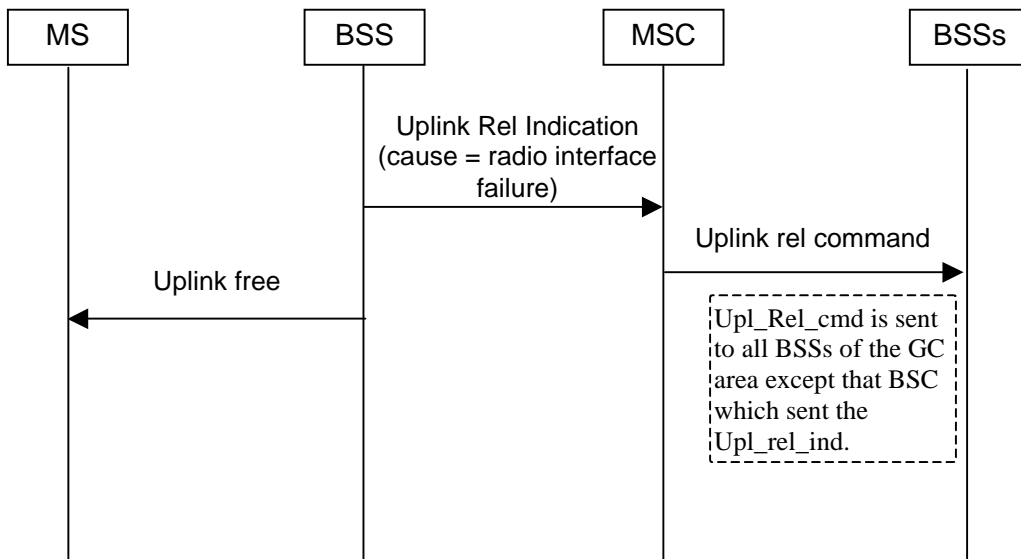 MS
BSS
MSC
BSSs
Uplink Rel Indication
(cause = radio interface
failure)
Uplink rel command
Uplink free
Upl_Rel_cmd is sent
to all BSSs of the GC
area except that BSC
which sent the
Upl_rel_ind.